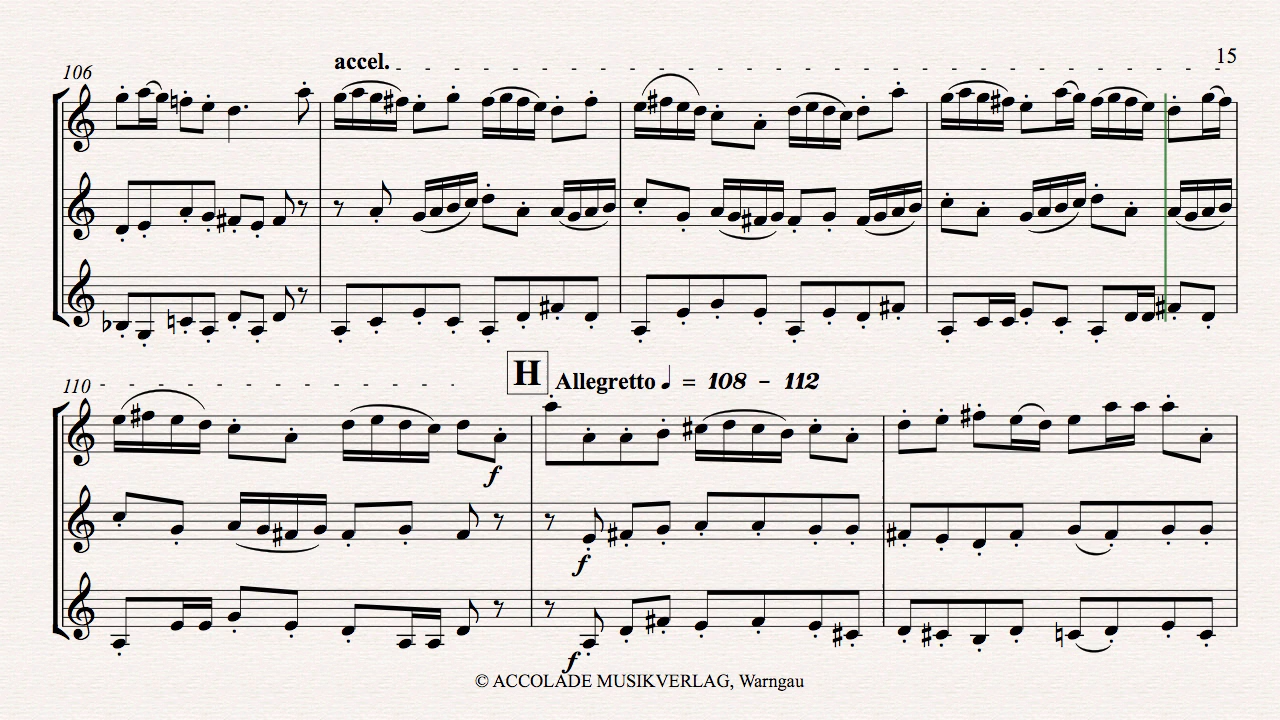 15
106
accel.
110
H
Allegretto ♩ = 108 – 112
f
f
f
© ACCOLADE MUSIKVERLAG, Warngau